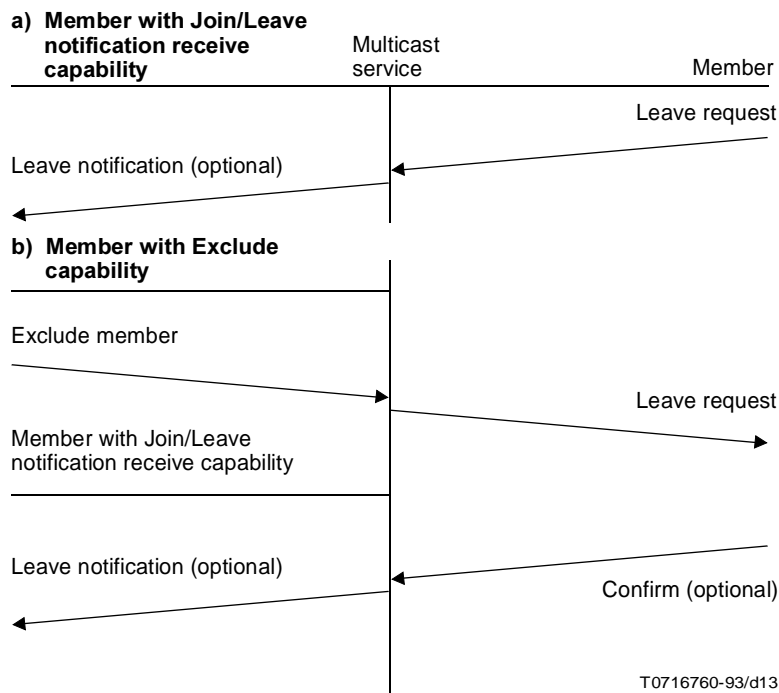 a) Member with Join/Leave
notification receive
capability
Multicast
service
Member
Leave request
Leave notification (optional)
b) Member with Exclude
capability
Exclude member
Leave request
Member with Join/Leave
notification receive capability
Leave notification (optional)
Confirm (optional)
T0716760-93/d13